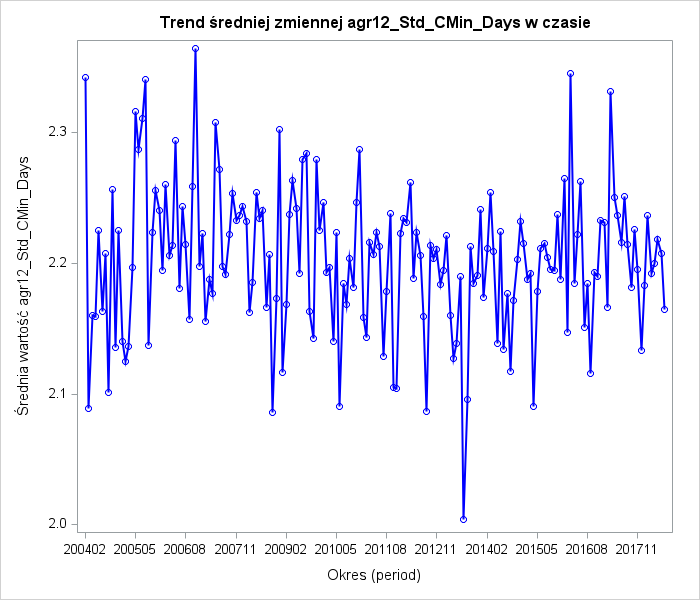 Trend średniej zmiennej agr12_Std_CMin_Days w czasie
Średnia wartość agr12_Std_CMin_Days
2.3
2.2
2.1
2.0
200402 200505 200608 200711 200902 201005 201108 201211 201402 201505 201608 201711
Okres (period)